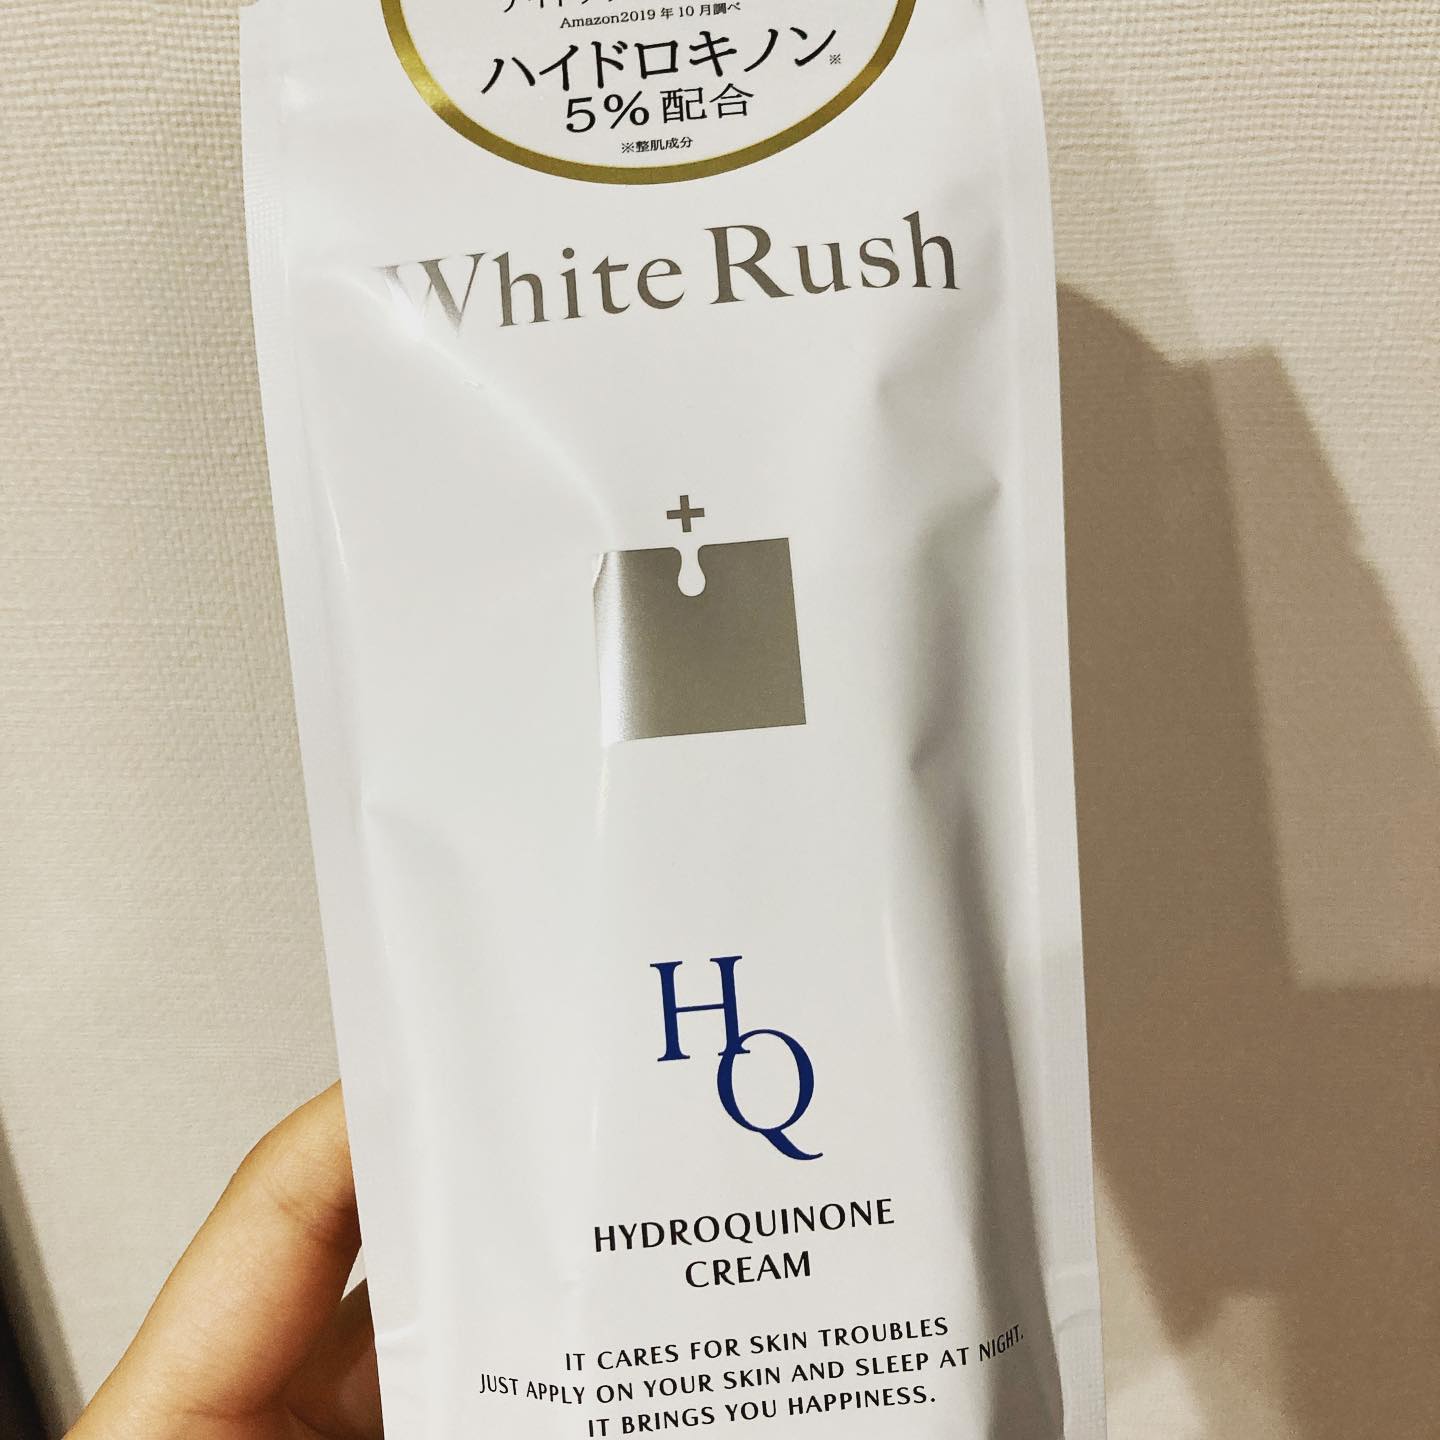 Amazon2019年10月調べ
ハイドロキノン※
5%配合
※整肌成分
White Rush
HQ
HYDROQUINONE
CREAM
IT CARES FOR SKIN TROUBLES
JUST APPLY ON YOUR SKIN AND SLEEP AT NIGHT.
IT BRINGS YOU HAPPINESS.